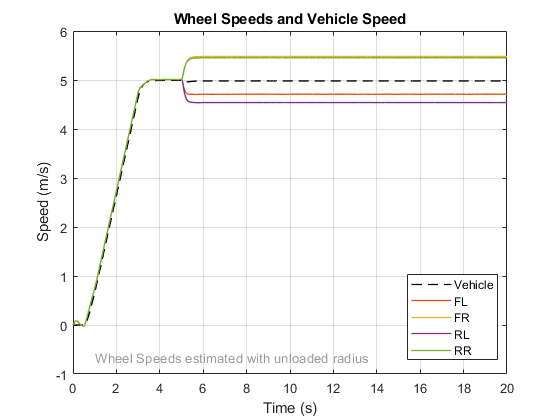 Wheel Speeds and Vehicle Speed
Speed (m/s)
6
5
4
3
2
1
0
-1
Vehicle
FL
FR
RL
RR
Wheel Speeds estimated with unloaded radius
0 2 4 6 8 10 12 14 16 18 20
Time (s)